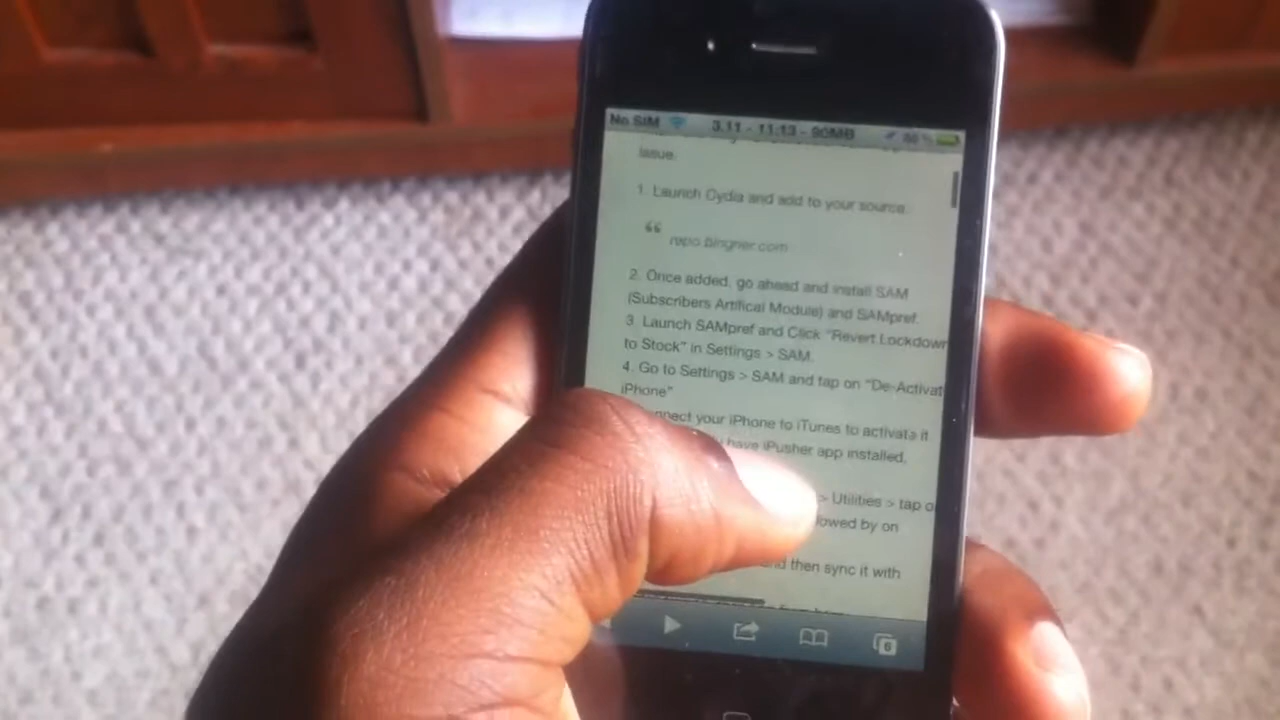 No SIM 3.11 - 11:13 - 90MB
issue.
1. Launch Cydia and add to your source.
“ repo.bingner.com
2. Once added, go ahead and install SAM
(Subscribers Artifical Module) and SAMpref.
3. Launch SAMpref and Click "Revert Lockdown
to Stock" in Settings > SAM.
4. Go to Settings > SAM and tap on "De-Activat
iPhone"
nnect your iPhone to iTunes to activate it
have iPusher app installed,
> Utilities > tap o
lowed by on
nd then sync it with
6